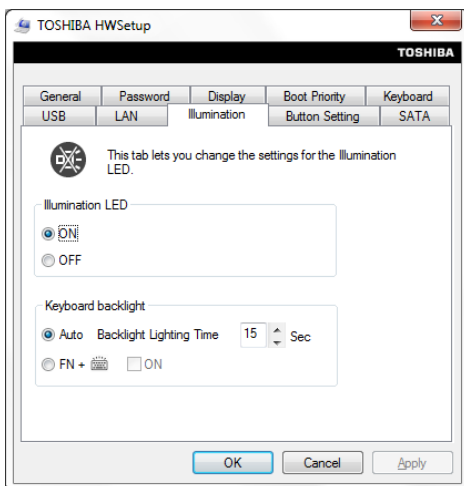 TOSHIBA HWSetup
TOSHIBA
General Password Display Boot Priority Keyboard
USB LAN Illumination Button Setting SATA
This tab lets you change the settings for the Illumination
LED.
Illumination LED
ON
OFF
Keyboard backlight
Auto Backlight Lighting Time 15 Sec
FN + ON
OK Cancel Apply